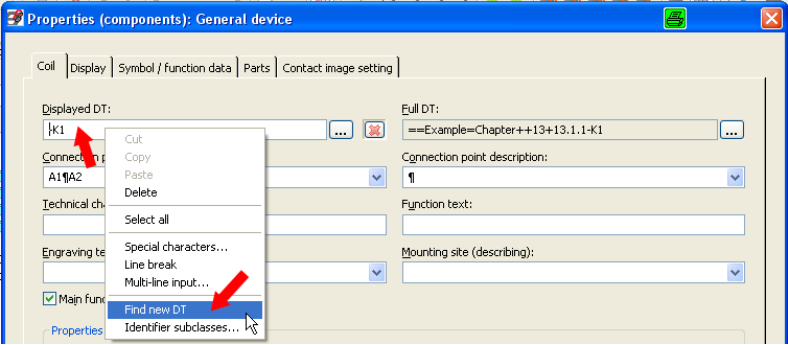 Properties (components): General device
Coil Display Symbol / function data Parts Contact image setting
Displayed DT: Full DT:
-K1 ... ==Example=Chapter++13+13.1.1-K1 ...
Connection p Connection point description:
A1¶A2 ¶
Technical ch Function text:
Engraving te Mounting site (describing):
Main func
Properties
Cut
Copy
Paste
Delete
Select all
Special characters...
Line break
Multi-line input...
Find new DT
Identifier subclasses...